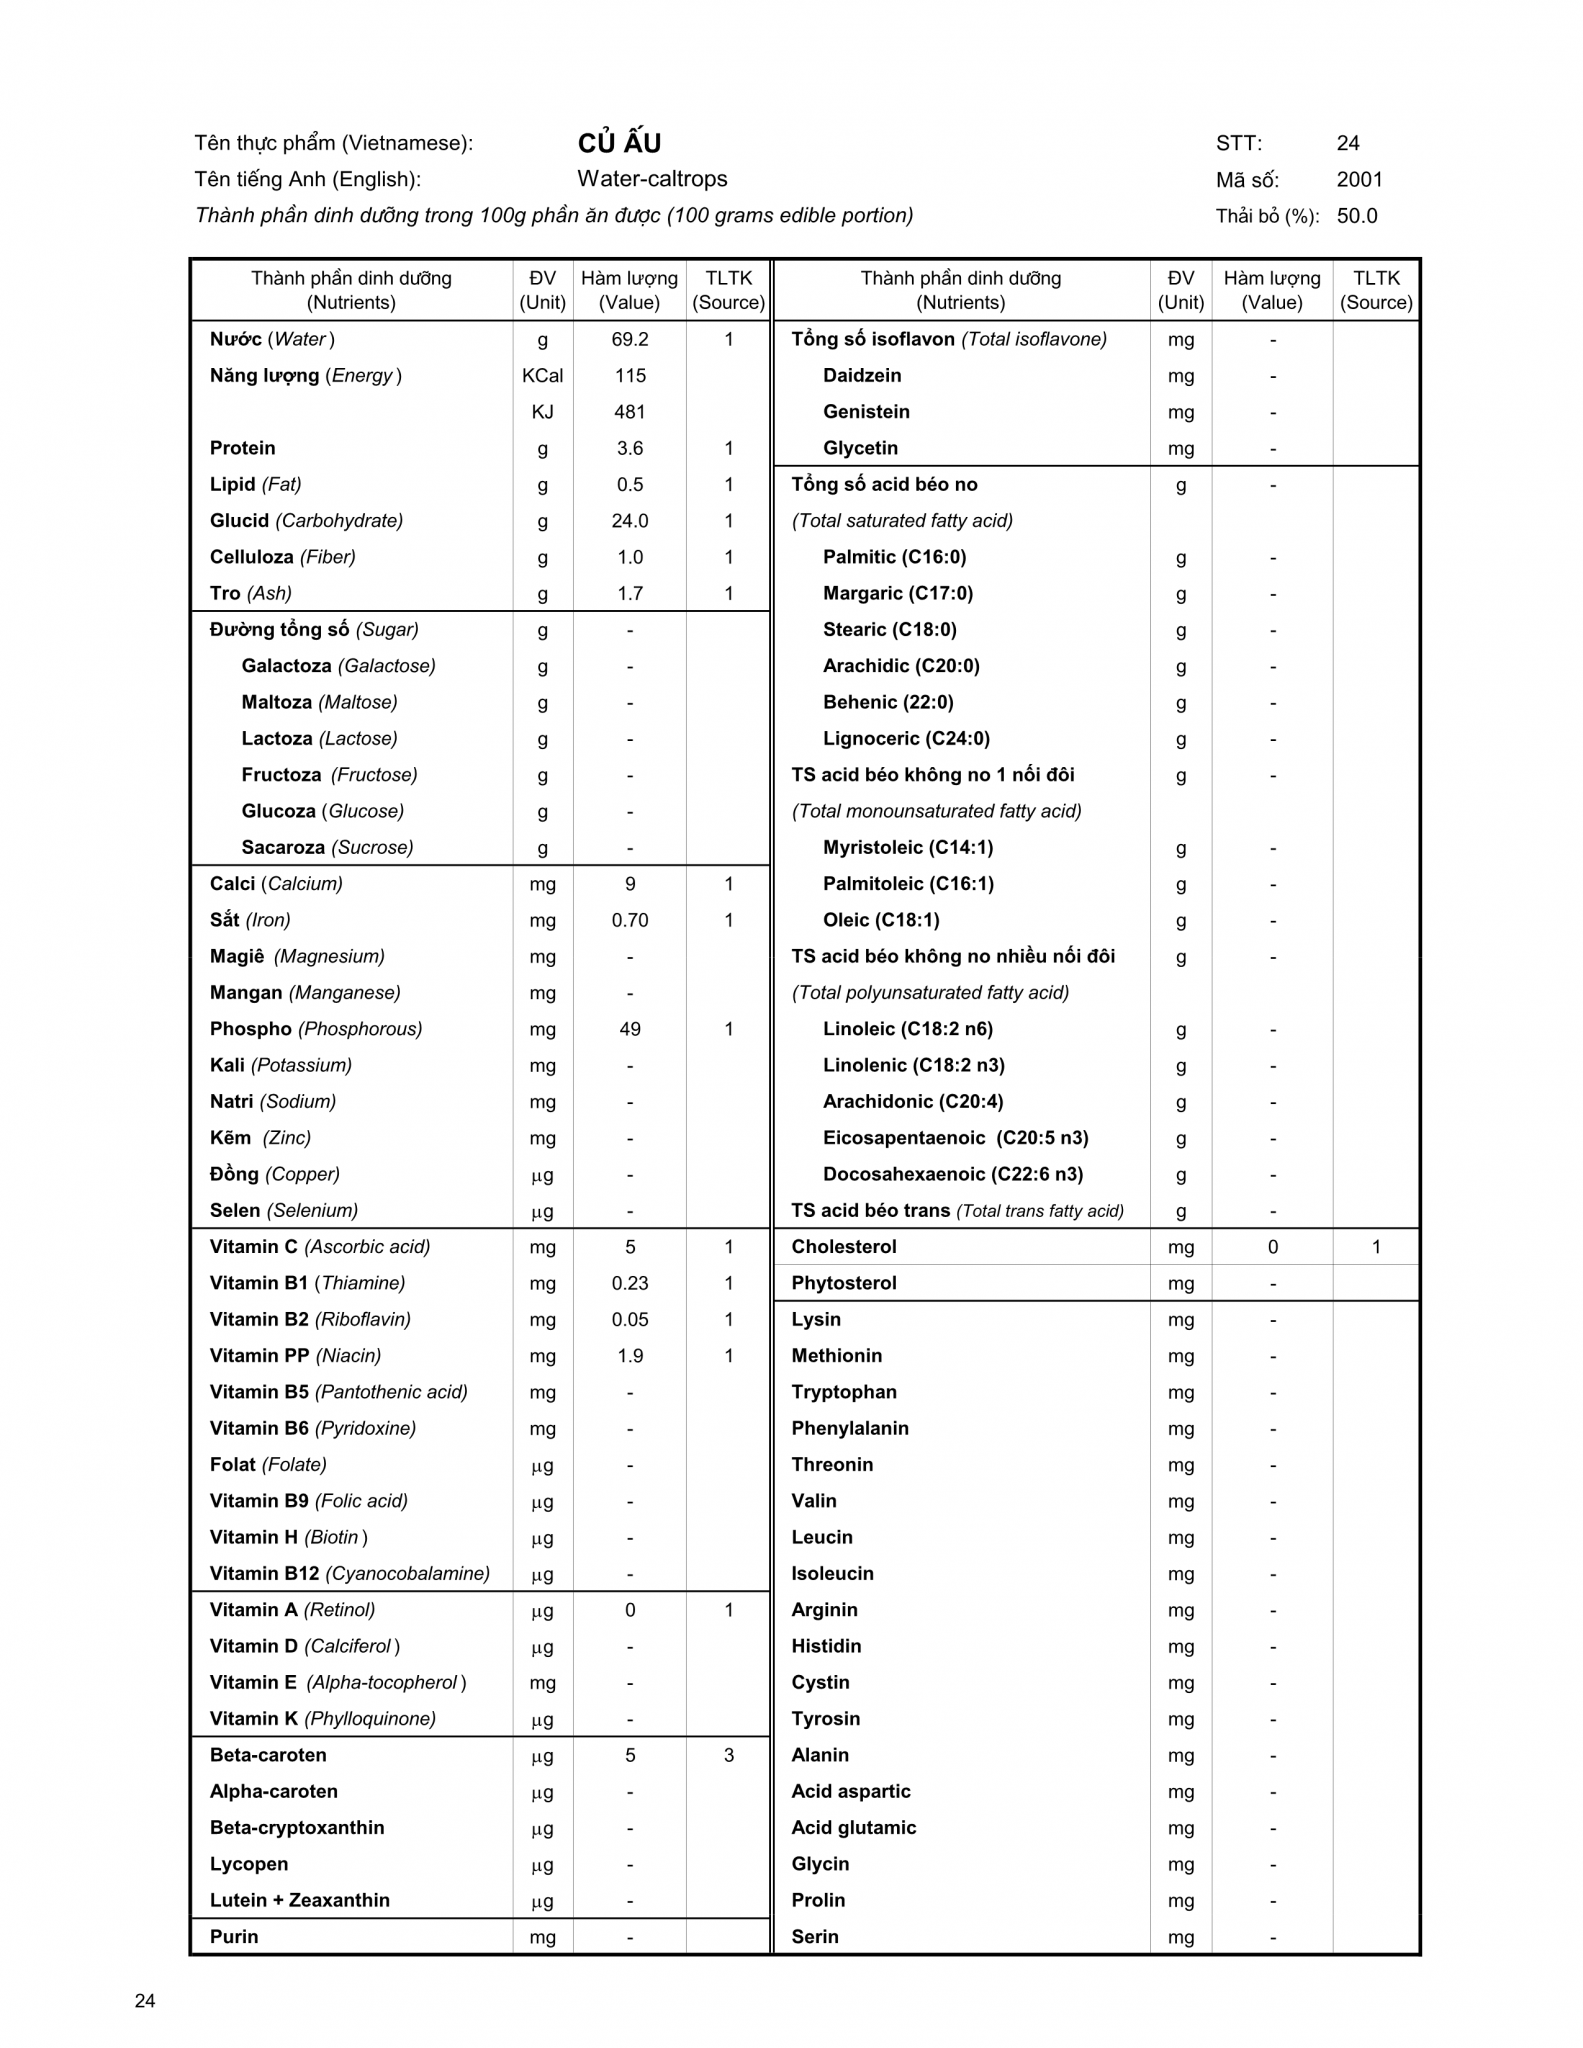 Tên thực phẩm (Vietnamese): CỦ ẤU STT: 24
Tên tiếng Anh (English): Water-caltrops Mã số: 2001
Thành phần dinh dưỡng trong 100g phần ăn được (100 grams edible portion) Thải bỏ (%): 50.0
Thành phần dinh dưỡng ĐV Hàm lượng TLTK
(Nutrients) (Unit) (Value) (Source)
Nước (Water) g 69.2 1
Năng lượng (Energy) KCal 115
KJ 481
Protein g 3.6 1
Lipid (Fat) g 0.5 1
Glucid (Carbohydrate) g 24.0 1
Celluloza (Fiber) g 1.0 1
Tro (Ash) g 1.7 1
Đường tổng số (Sugar) g -
Galactoza (Galactose) g -
Maltoza (Maltose) g -
Lactoza (Lactose) g -
Fructoza (Fructose) g -
Glucoza (Glucose) g -
Sacaroza (Sucrose) g -
Calci (Calcium) mg 9 1
Sắt (Iron) mg 0.70 1
Magiê (Magnesium) mg -
Mangan (Manganese) mg -
Phospho (Phosphorous) mg 49 1
Kali (Potassium) mg -
Natri (Sodium) mg -
Kẽm (Zinc) mg -
Đồng (Copper) µg -
Selen (Selenium) µg -
Vitamin C (Ascorbic acid) mg 5 1
Vitamin B1 (Thiamine) mg 0.23 1
Vitamin B2 (Riboflavin) mg 0.05 1
Vitamin PP (Niacin) mg 1.9 1
Vitamin B5 (Pantothenic acid) mg -
Vitamin B6 (Pyridoxine) mg -
Folat (Folate) µg -
Vitamin B9 (Folic acid) µg -
Vitamin H (Biotin) µg -
Vitamin B12 (Cyanocobalamine) µg -
Vitamin A (Retinol) µg 0 1
Vitamin D (Calciferol) µg -
Vitamin E (Alpha-tocopherol) mg -
Vitamin K (Phylloquinone) µg -
Beta-caroten µg 5 3
Alpha-caroten µg -
Beta-cryptoxanthin µg -
Lycopen µg -
Lutein + Zeaxanthin µg -
Purin mg -
Thành phần dinh dưỡng ĐV Hàm lượng TLTK
(Nutrients) (Unit) (Value) (Source)
Tổng số isoflavon (Total isoflavone) mg -
Daidzein mg -
Genistein mg -
Glycetin mg -
Tổng số acid béo no g -
(Total saturated fatty acid)
Palmitic (C16:0) g -
Margaric (C17:0) g -
Stearic (C18:0) g -
Arachidic (C20:0) g -
Behenic (22:0) g -
Lignoceric (C24:0) g -
TS acid béo không no 1 nối đôi g -
(Total monounsaturated fatty acid)
Myristoleic (C14:1) g -
Palmitoleic (C16:1) g -
Oleic (C18:1) g -
TS acid béo không no nhiều nối đôi g -
(Total polyunsaturated fatty acid)
Linoleic (C18:2 n6) g -
Linolenic (C18:2 n3) g -
Arachidonic (C20:4) g -
Eicosapentaenoic (C20:5 n3) g -
Docosahexaenoic (C22:6 n3) g -
TS acid béo trans (Total trans fatty acid) g -
Cholesterol mg 0 1
Phytosterol mg -
Lysin mg -
Methionin mg -
Tryptophan mg -
Phenylalanin mg -
Threonin mg -
Valin mg -
Leucin mg -
Isoleucin mg -
Arginin mg -
Histidin mg -
Cystin mg -
Tyrosin mg -
Alanin mg -
Acid aspartic mg -
Acid glutamic mg -
Glycin mg -
Prolin mg -
Serin mg -
24